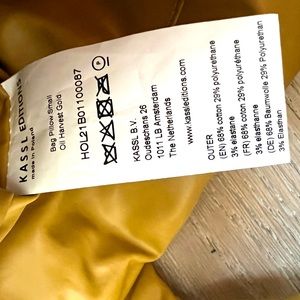 KASSL EDITIONS
made in Poland
Bag Pillow Small
Oil Harvest Gold
HOL21B01100087
KASSL B.V.
Oudeschans 26
1011 LB Amsterdam
The Netherlands
www.kassleditions.com
OUTER
(EN) 68% cotton 29% polyurethane
3% elastane
(FR) 68% coton 29% polyuréthane
3% élasthanne
(DE) 68% Baumwolle 29% Polyurethan
3% Elasthan